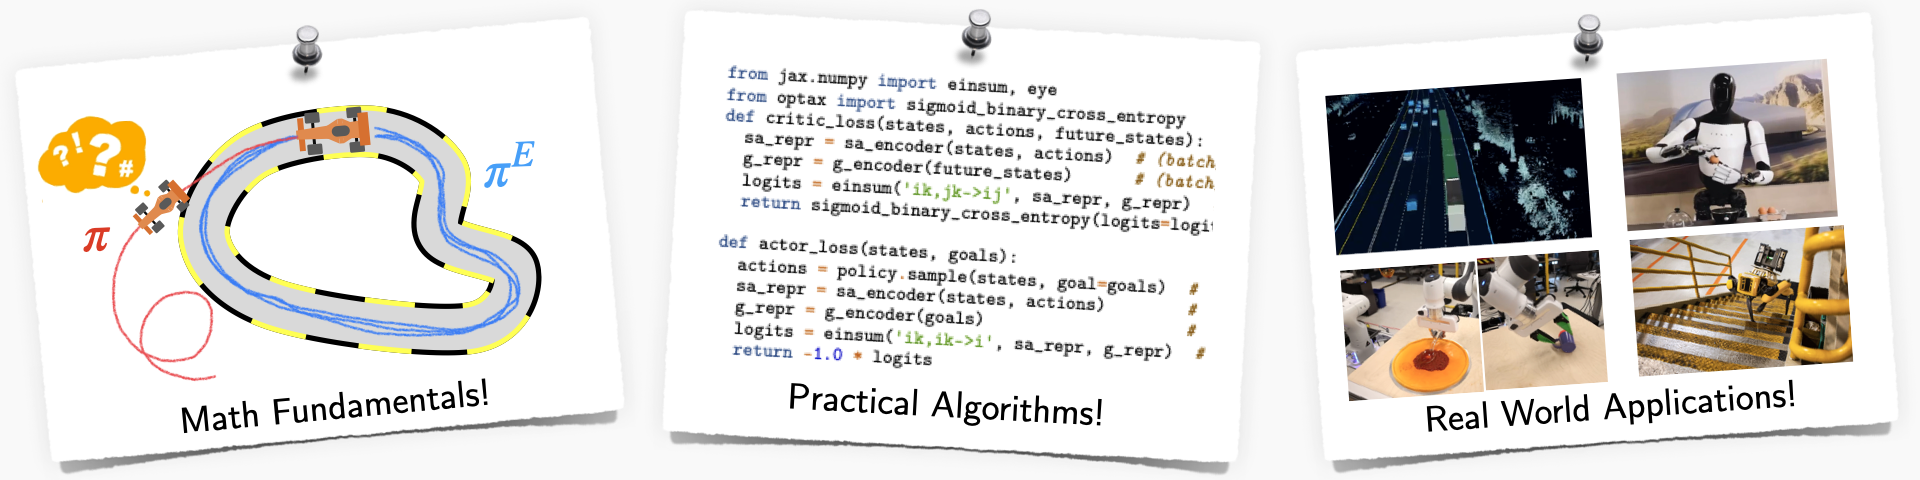 ?!?#
π
π^E
Math Fundamentals!
from jax.numpy import einsum, eye
from optax import sigmoid_binary_cross_entropy
def critic_loss(states, actions, future_states):
sa_repr = sa_encoder(states, actions) # (batch
g_repr = g_encoder(future_states) # (batch
logits = einsum('ik,jk->ij', sa_repr, g_repr)
return sigmoid_binary_cross_entropy(logits=logi
def actor_loss(states, goals):
actions = policy.sample(states, goal=goals) #
sa_repr = sa_encoder(states, actions) #
g_repr = g_encoder(goals) #
logits = einsum('ik,ik->i', sa_repr, g_repr) #
return -1.0 * logits
Practical Algorithms!
Real World Applications!